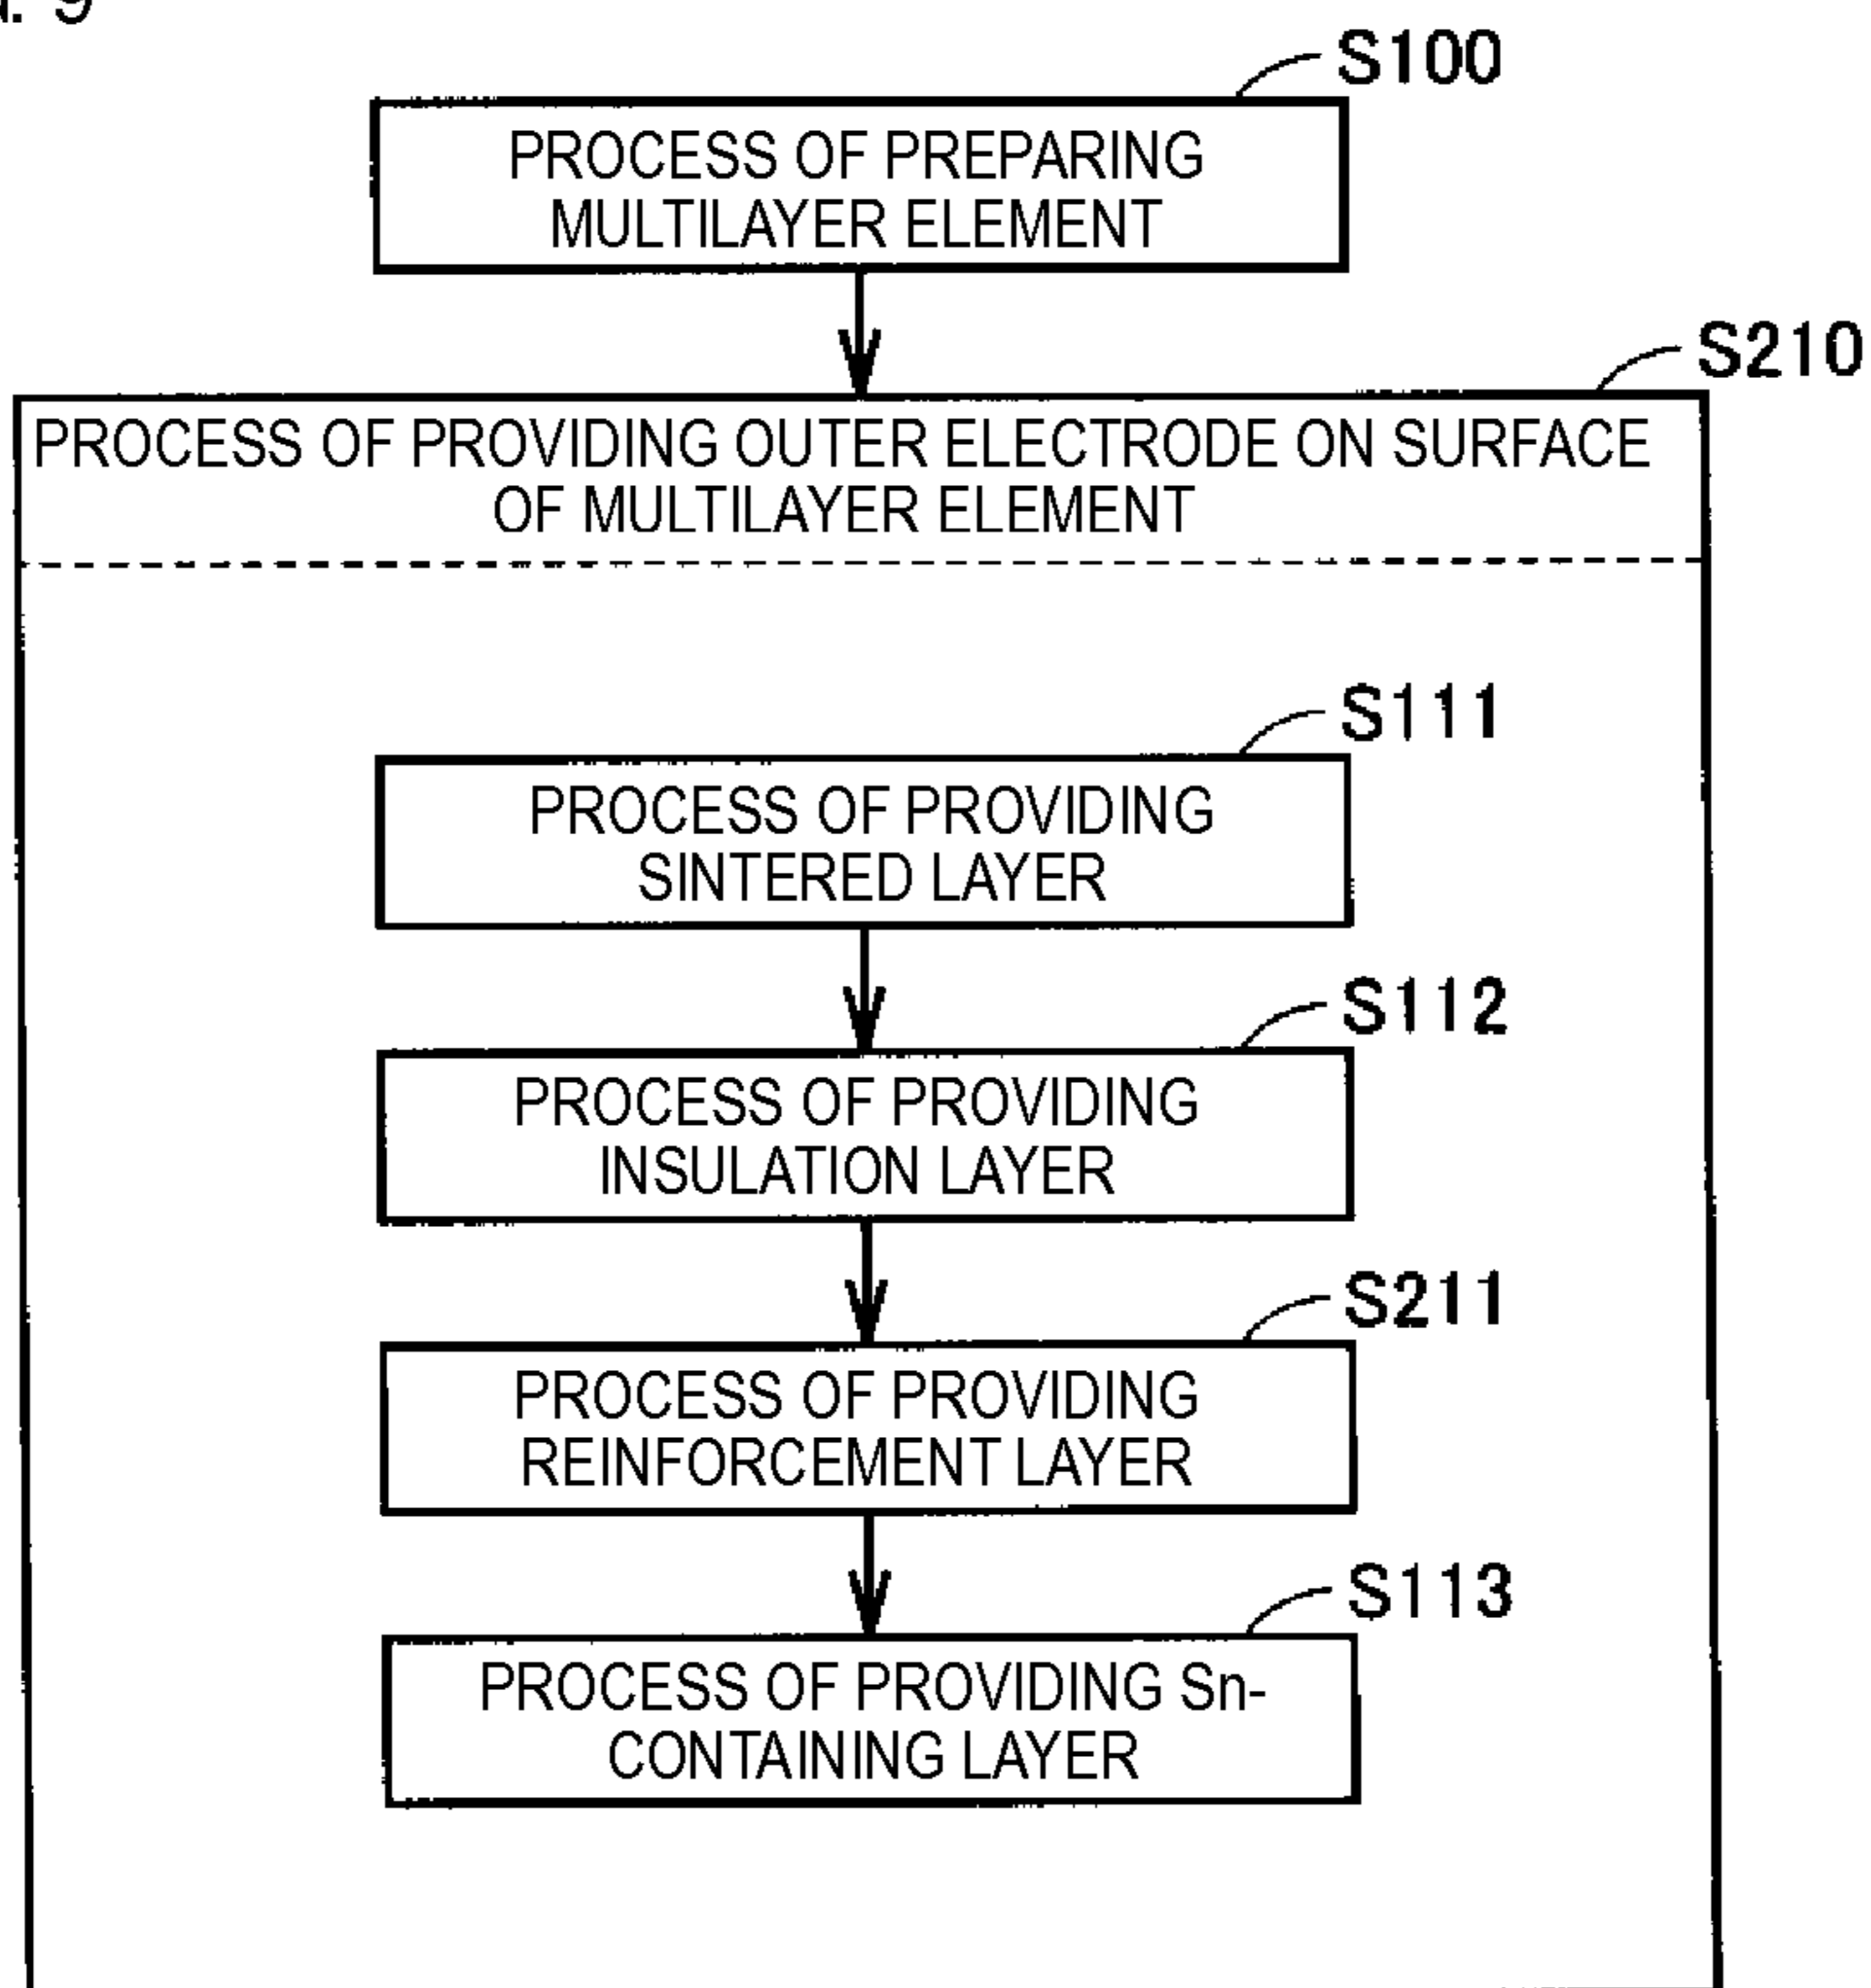 9
S100
PROCESS OF PREPARING
MULTILAYER ELEMENT
S210
PROCESS OF PROVIDING OUTER ELECTRODE ON SURFACE
OF MULTILAYER ELEMENT
S111
PROCESS OF PROVIDING
SINTERED LAYER
S112
PROCESS OF PROVIDING
INSULATION LAYER
S211
PROCESS OF PROVIDING
REINFORCEMENT LAYER
S113
PROCESS OF PROVIDING Sn-
CONTAINING LAYER